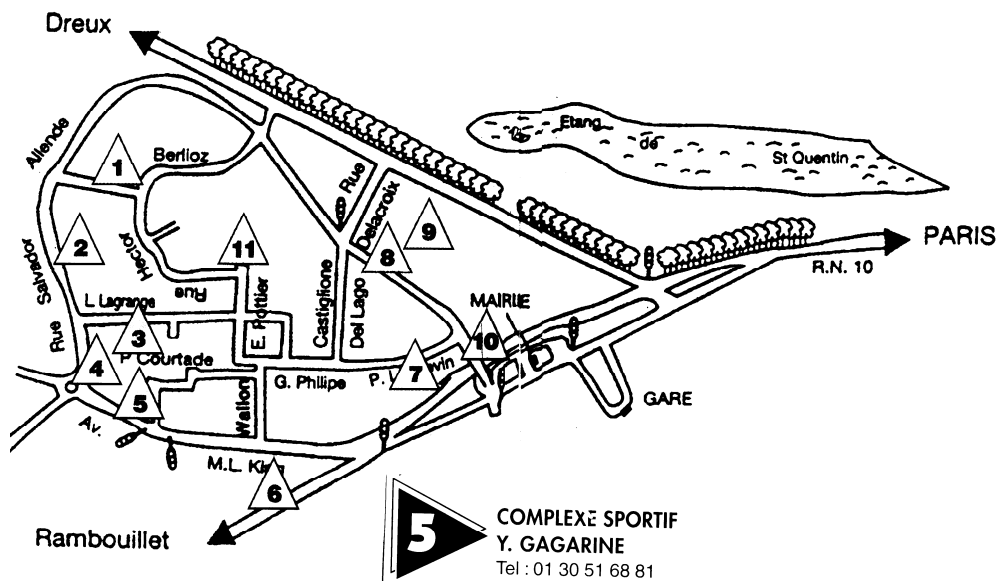 Dreux
Etang
de
St Quentin
Allende
1
Berlioz
Rue
Delacroix
9
PARIS
R.N. 10
2
Hector
11
8
Salvador
Rue
L. Lagrange
E. Pottier
Castiglione
Del Lago
MAIRIE
Rue
3
10
4
P. Courtade
G. Philipe
P.
7
GARE
5
Wallon
Av.
M.L. King
6
Rambouillet
5
COMPLEXE SPORTIF
Y. GAGARINE
Tel : 01 30 51 68 81